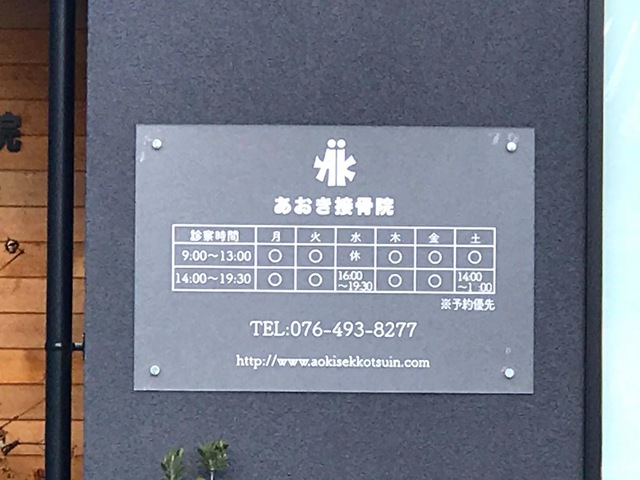 院
あおき接骨院
診察時間 月 火 水 木 金 土
9:00〜13:00 ○ ○ 休 ○ ○ ○
14:00〜19:30 ○ ○ 16:00〜19:30 ○ ○ 14:00
※予約優先
TEL:076-493-8277
http://www.aokisekkotsuin.com